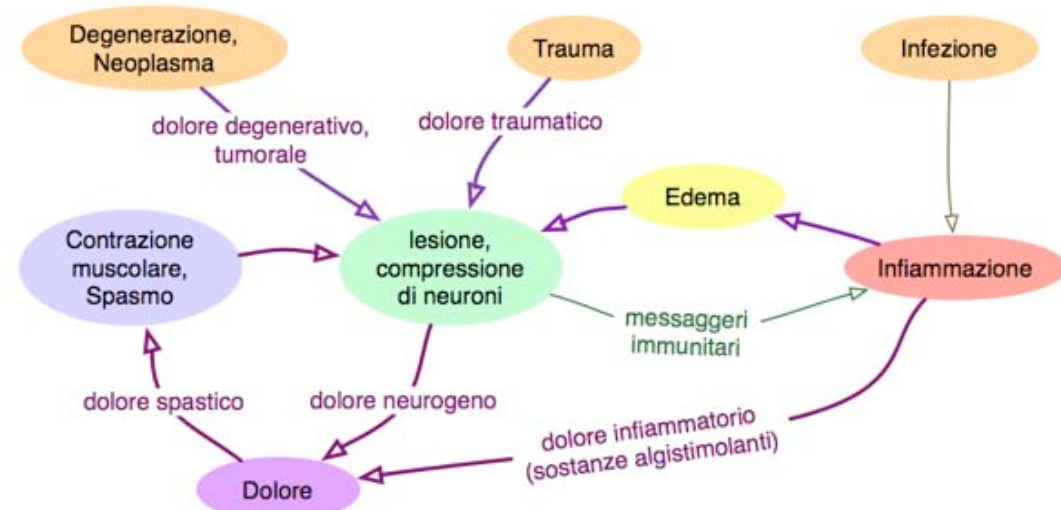 Degenerazione,
Neoplasma
Trauma
Infezione
dolore degenerativo,
tumorale
dolore traumatico
Edema
Contrazione
muscolare,
Spasmo
lesione,
compressione
di neuroni
Infiammazione
messaggeri
immunitari
dolore spastico
dolore neurogeno
dolore infiammatorio
(sostanze algistimolanti)
Dolore